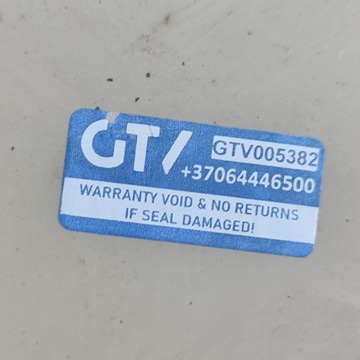 GTV
GTV005382
+37064446500
WARRANTY VOID & NO RETURNS
IF SEAL DAMAGED!